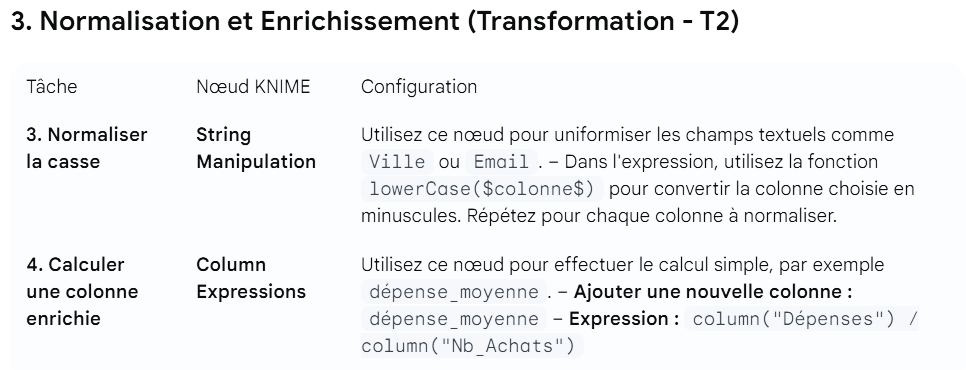 3. Normalisation et Enrichissement (Transformation - T2)
Tâche Nœud KNIME Configuration
3. Normaliser String Utilisez ce nœud pour uniformiser les champs textuels comme
la casse Manipulation Ville ou Email . – Dans l'expression, utilisez la fonction
lowerCase($colonne$) pour convertir la colonne choisie en
minuscules. Répétez pour chaque colonne à normaliser.
4. Calculer Column Utilisez ce nœud pour effectuer le calcul simple, par exemple
une colonne Expressions dépense_moyenne . – Ajouter une nouvelle colonne :
enrichie dépense_moyenne – Expression : column("Dépenses") /
column("Nb_Achats")